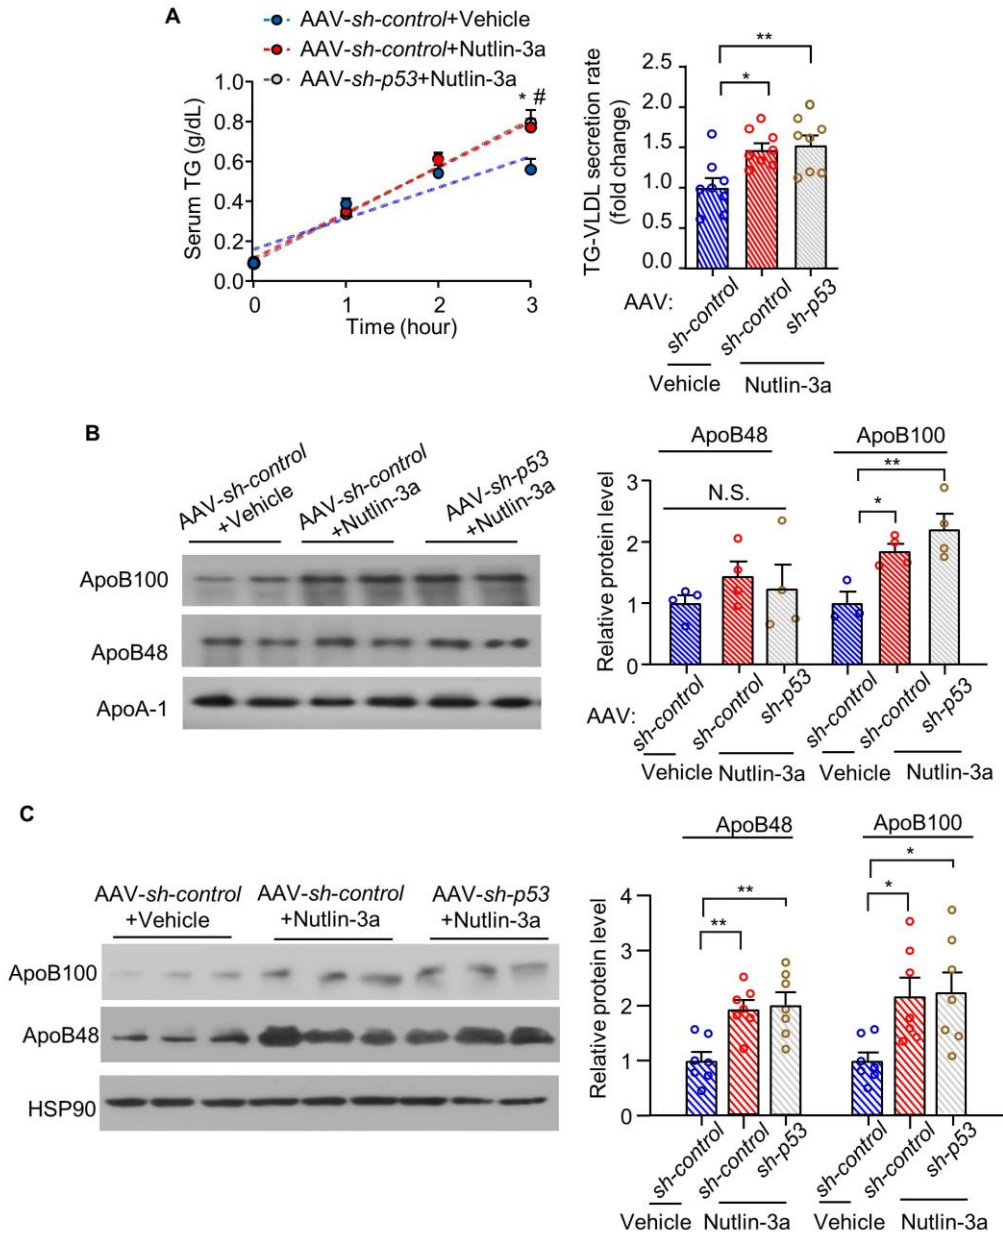 A
AAV-sh-control+Vehicle
AAV-sh-control+Nutlin-3a
AAV-sh-p53+Nutlin-3a
Serum TG (g/dL)
1.0
0.8
0.6
0.4
0.2
0.0
* #
0 1 2 3
Time (hour)
TG-VLDL secretion rate
(fold change)
2.5
2.0
1.5
1.0
0.5
0.0
**
*
AAV:
sh-control
sh-control
sh-p53
Vehicle
Nutlin-3a
B
AAV-sh-control
+Vehicle
AAV-sh-control
+Nutlin-3a
AAV-sh-p53
+Nutlin-3a
ApoB100
ApoB48
ApoA-1
ApoB48
ApoB100
Relative protein level
3
2
1
0
N.S.
**
*
AAV:
sh-control
sh-control
sh-p53
sh-control
sh-control
sh-p53
Vehicle
Nutlin-3a
Vehicle
Nutlin-3a
C
AAV-sh-control
+Vehicle
AAV-sh-control
+Nutlin-3a
AAV-sh-p53
+Nutlin-3a
ApoB100
ApoB48
HSP90
ApoB48
ApoB100
Relative protein level
4
3
2
1
0
**
**
*
*
sh-control
sh-control
sh-p53
sh-control
sh-control
sh-p53
Vehicle
Nutlin-3a
Vehicle
Nutlin-3a